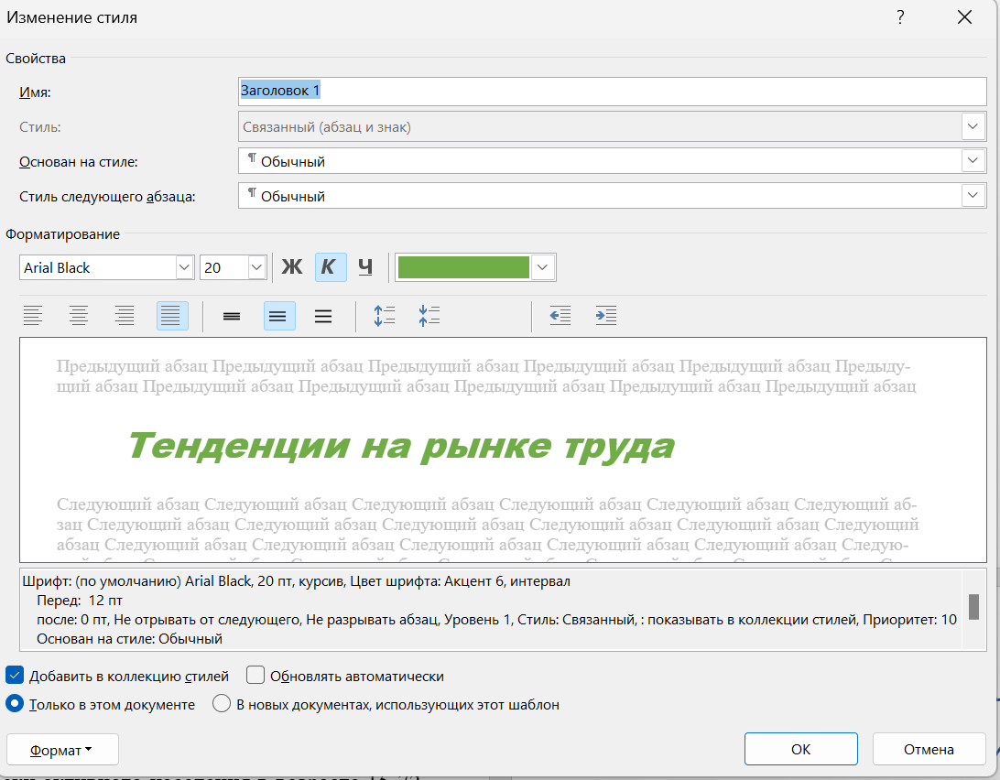 Изменение стиля
?
Свойства
Имя: Заголовок 1
Стиль: Связанный (абзац и знак)
Основан на стиле: ¶ Обычный
Стиль следующего абзаца: ¶ Обычный
Форматирование
Arial Black 20 Ж К Ч
Предыдущий абзац Предыдущий абзац Предыдущий абзац Предыдущий абзац Предыдущий абзац Предыду-
щий абзац Предыдущий абзац Предыдущий абзац Предыдущий абзац Предыдущий абзац Предыдущий абзац
Тенденции на рынке труда
Следующий абзац Следующий абзац Следующий абзац Следующий абзац Следующий абзац Следующий аб-
зац Следующий абзац Следующий абзац Следующий абзац Следующий абзац Следующий абзац Следующий
абзац Следующий абзац Следующий абзац Следующий абзац Следующий абзац Следующий абзац Следую-
Шрифт: (по умолчанию) Arial Black, 20 пт, курсив, Цвет шрифта: Акцент 6, интервал
Перед: 12 пт
после: 0 пт, Не отрывать от следующего, Не разрывать абзац, Уровень 1, Стиль: Связанный, : показывать в коллекции стилей, Приоритет: 10
Основан на стиле: Обычный
Добавить в коллекцию стилей Обновлять автоматически
Только в этом документе В новых документах, использующих этот шаблон
Формат ОК Отмена